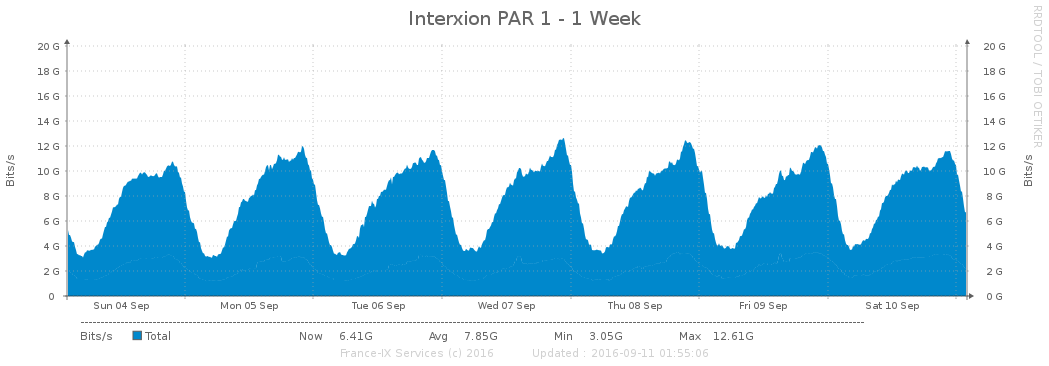 Interxion PAR 1 - 1 Week
RRDTOOL / TOBI OETIKER
20 G 20 G
18 G 18 G
16 G 16 G
14 G 14 G
12 G 12 G
10 G 10 G
8 G 8 G
6 G 6 G
4 G 4 G
2 G 2 G
0 0 G
Bits/s
Bits/s
Sun 04 Sep Mon 05 Sep Tue 06 Sep Wed 07 Sep Thu 08 Sep Fri 09 Sep Sat 10 Sep
Bits/s Total Now 6.41G Avg 7.85G Min 3.05G Max 12.61G
France-IX Services (c) 2016 Updated : 2016-09-11 01:55:06